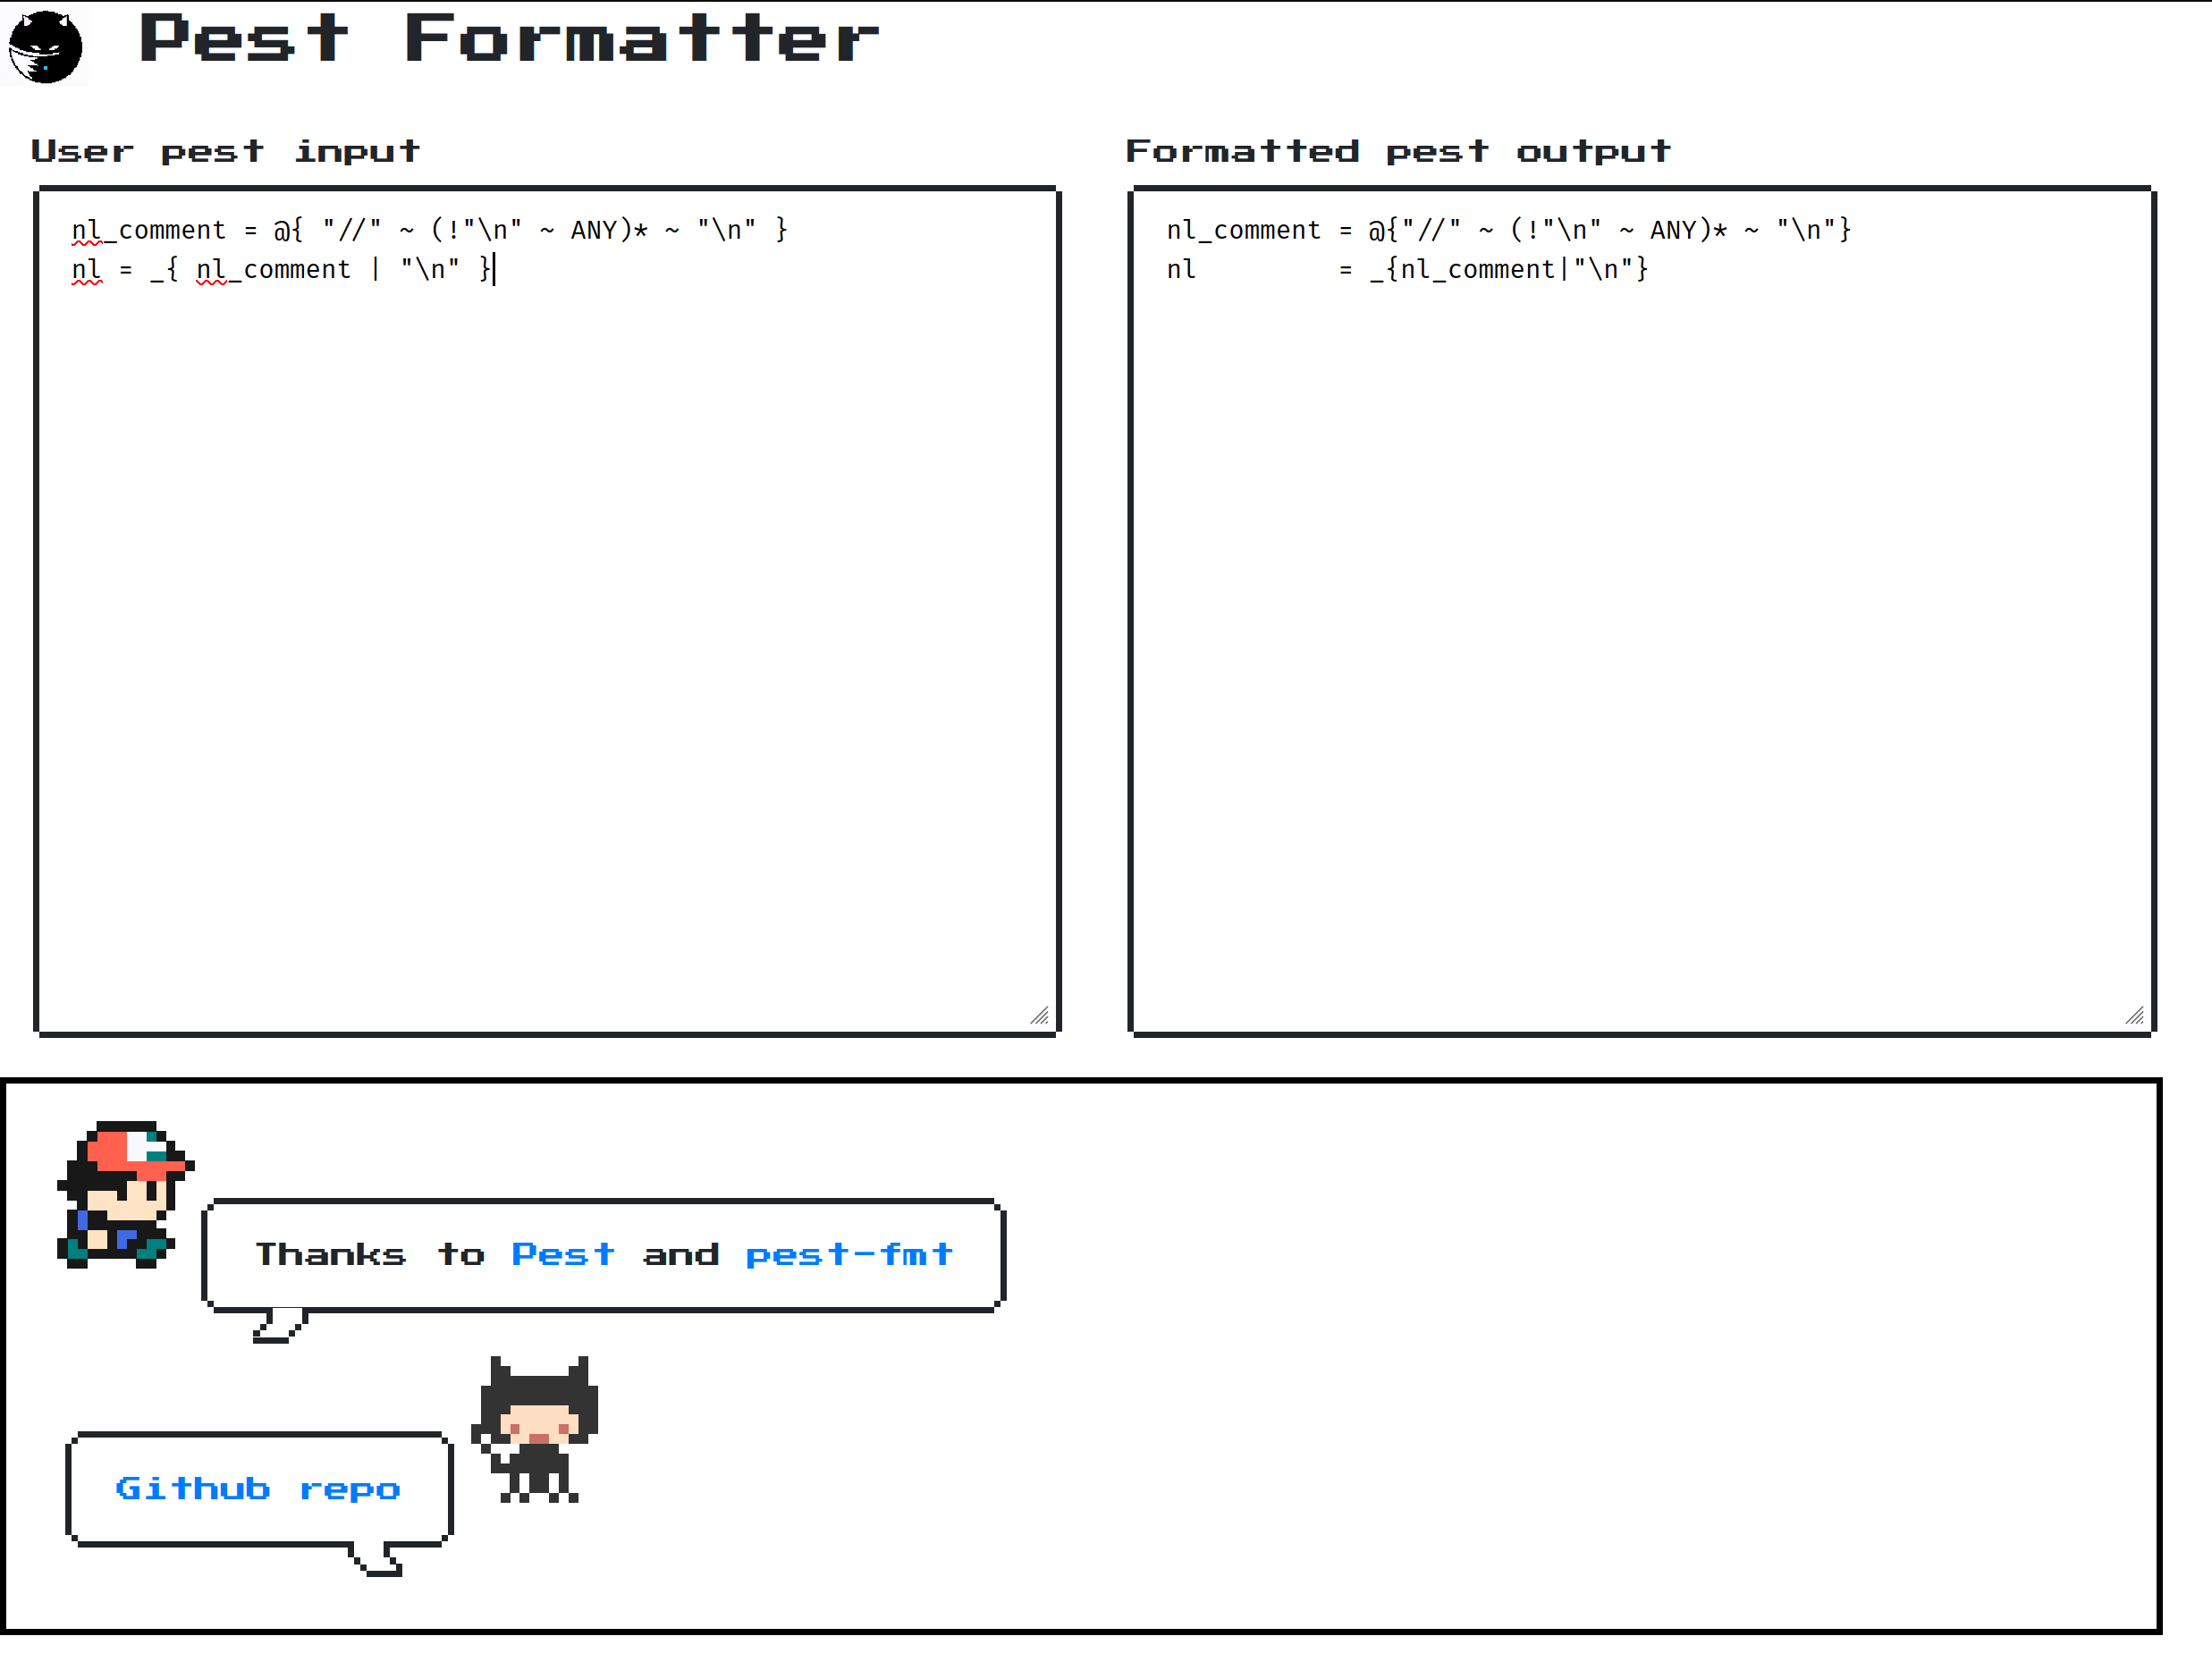 Pest Formatter
User pest input
nl_comment = @{ "//" ~ (!"\n" ~ ANY)* ~ "\n" }
nl = _{ nl_comment | "\n" }
Formatted pest output
nl_comment = @{"//" ~ (!"\n" ~ ANY)* ~ "\n"}
nl         = _{nl_comment|"\n"}
Thanks to Pest and pest-fmt
Github repo